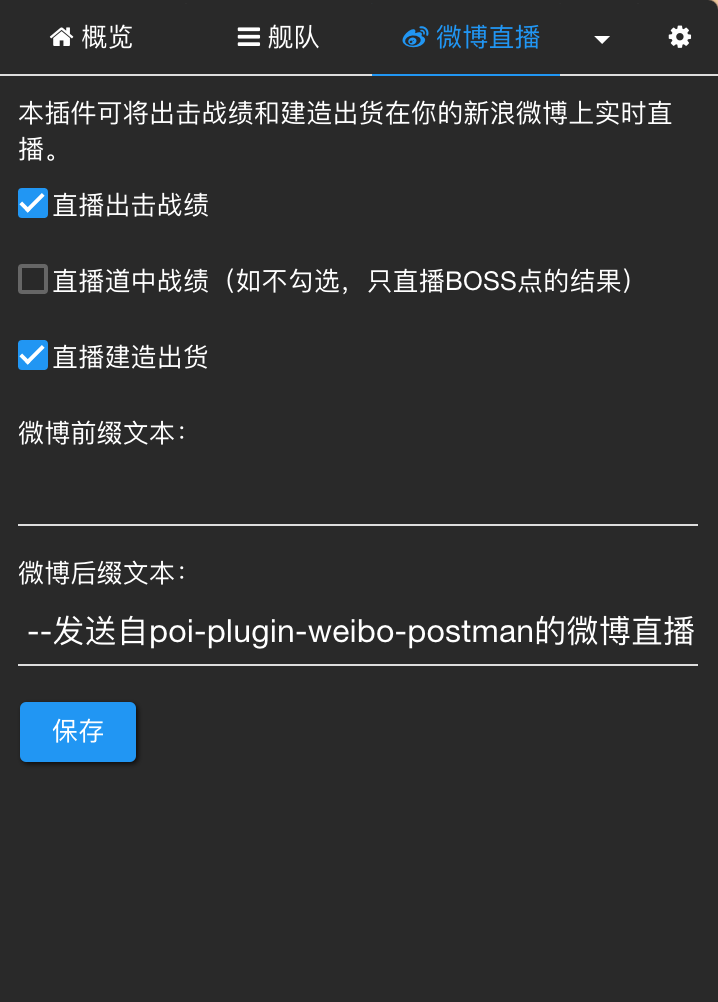 概览 舰队 微博直播
本插件可将出击战绩和建造出货在你的新浪微博上实时直
播。
直播出击战绩
直播道中战绩（如不勾选，只直播BOSS点的结果）
直播建造出货
微博前缀文本：
微博后缀文本：
--发送自poi-plugin-weibo-postman的微博直播
保存